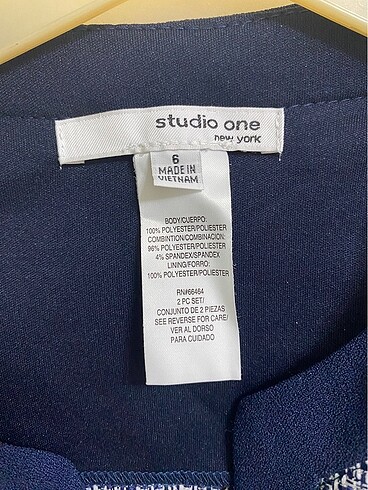 studio one
new york
6
MADE IN
VIETNAM
BODY/CUERPO:
100% POLYESTER/POLIESTER
COMBINTION/COMBINACION:
96% POLYESTER/POLIESTER
4% SPANDEX/SPANDEX
LINING/FORRO:
100% POLYESTER/POLIESTER
RN#66464
2 PC SET/
CONJUNTO DE 2 PIEZAS
SEE REVERSE FOR CARE/
VER AL DORSO
PARA CUIDADO